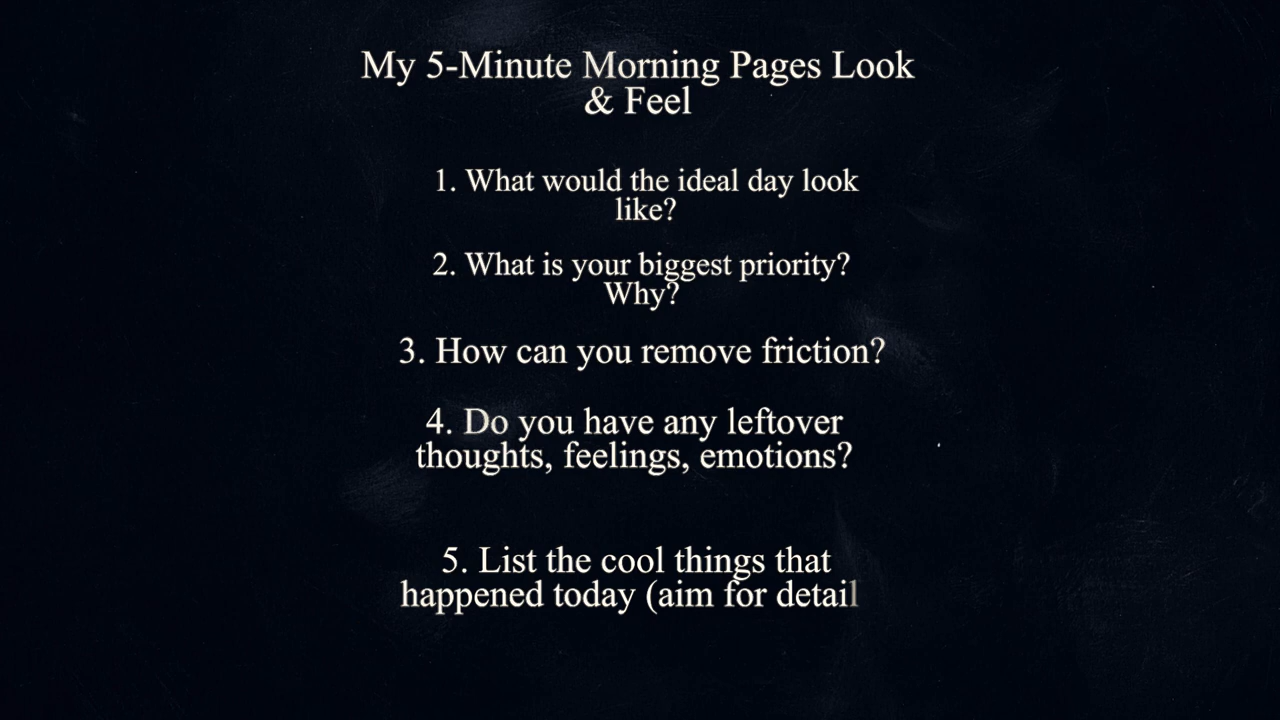 My 5-Minute Morning Pages Look
& Feel
1. What would the ideal day look
like?
2. What is your biggest priority?
Why?
3. How can you remove friction?
4. Do you have any leftover
thoughts, feelings, emotions?
5. List the cool things that
happened today (aim for detail